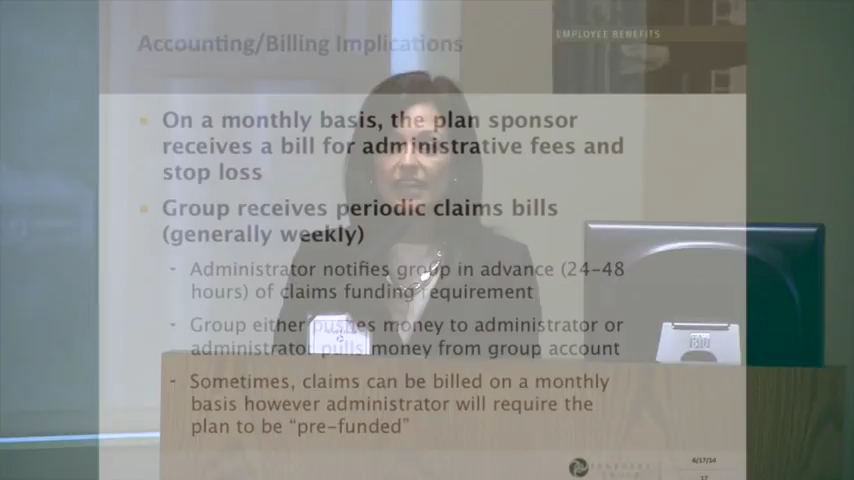 Accounting/Billing Implications
EMPLOYEE BENEFITS
On a monthly basis, the plan sponsor
receives a bill for administrative fees and
stop loss
Group receives periodic claims bills
(generally weekly)
- Administrator notifies group in advance (24-48
hours) of claims funding requirement
- Group either pushes money to administrator or
administrator pulls money from group account
- Sometimes, claims can be billed on a monthly
basis however administrator will require the
plan to be “pre-funded”
6/17/14
17